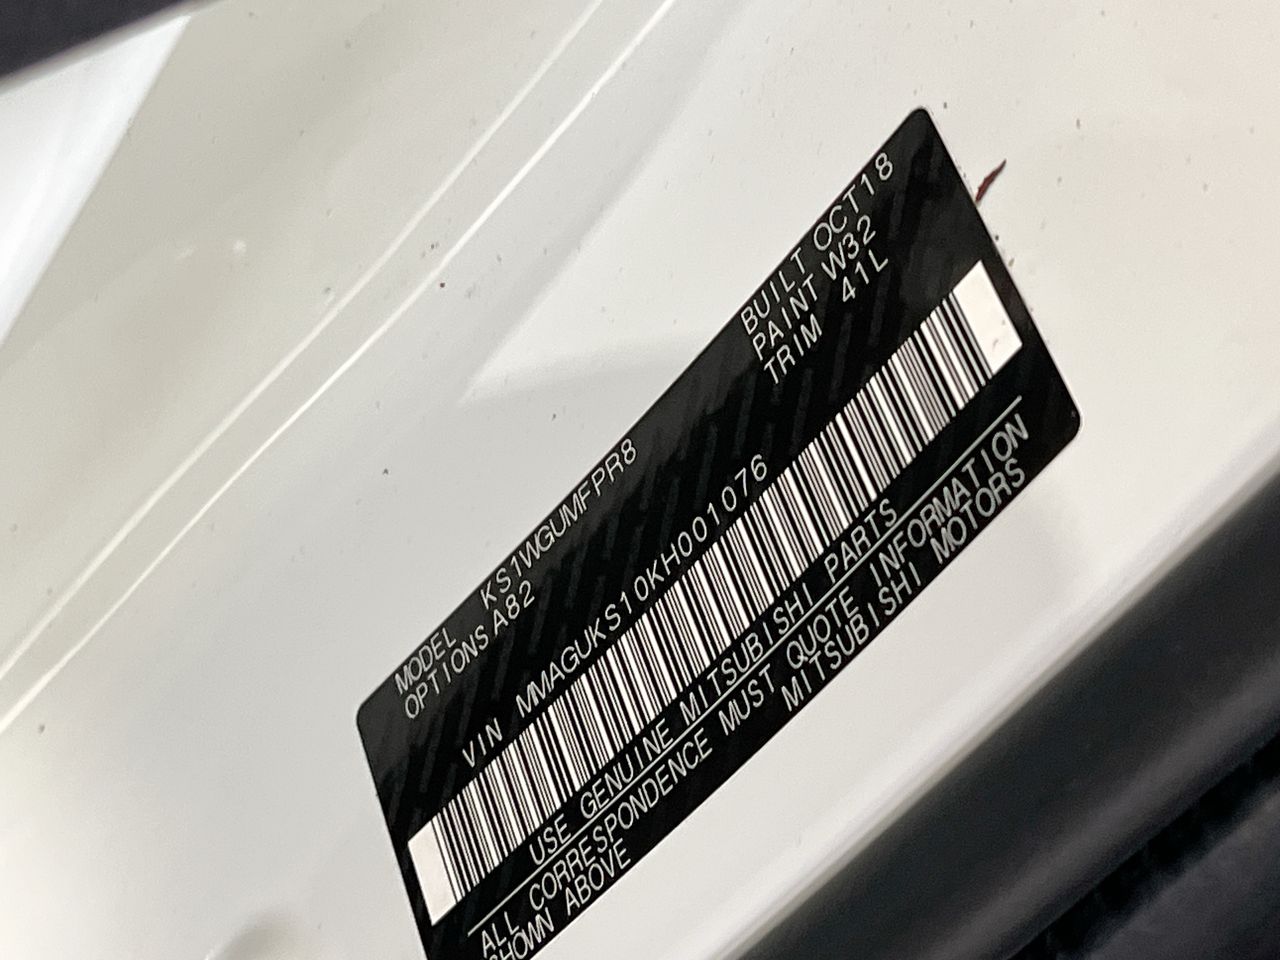 MODEL KS1WGUMFPR8 BUILT OCT18
OPTIONS A82 PAINT W32
TRIM 41L
VIN MMAGUKS10KH001076
USE GENUINE MITSUBISHI PARTS
ALL CORRESPONDENCE MUST QUOTE INFORMATION
SHOWN ABOVE MITSUBISHI MOTORS